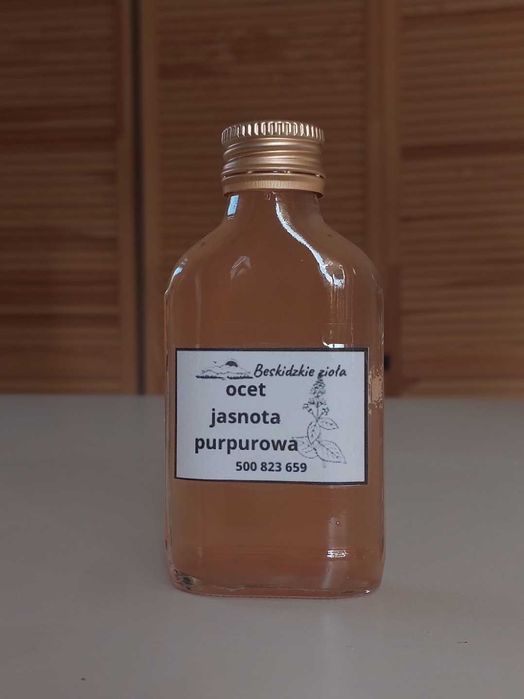 Beskidzkie zioła
ocet
jasnota
purpurowa
500 823 659